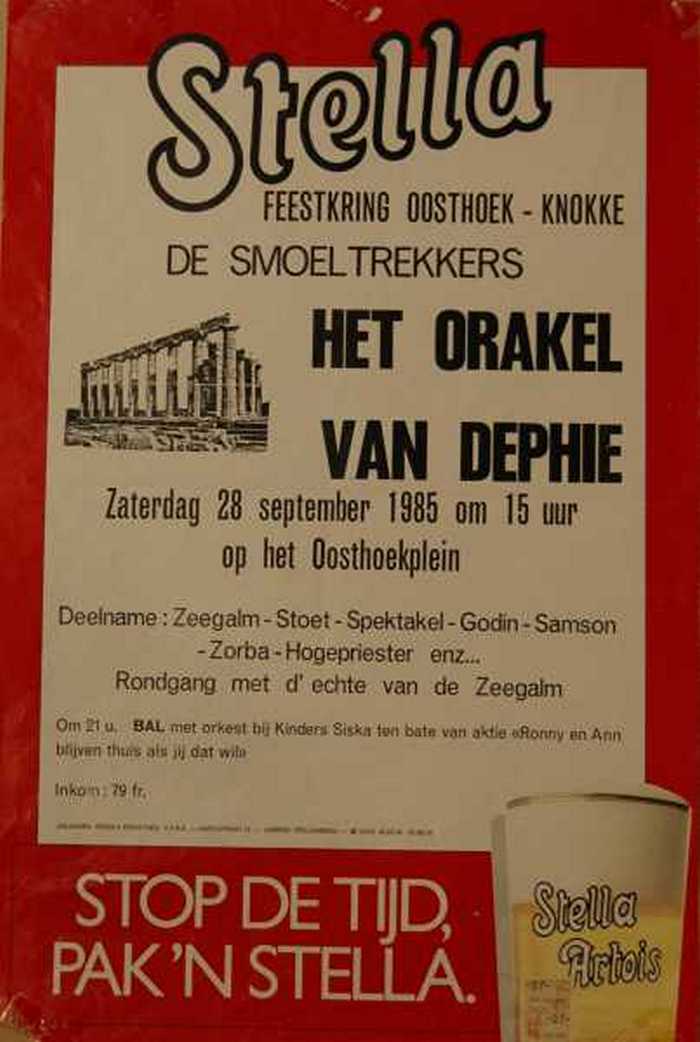 Stella
FEESTKRING OOSTHOEK - KNOKKE
DE SMOELTREKKERS
HET ORAKEL
VAN DEPHIE
Zaterdag 28 september 1985 om 15 uur
op het Oosthoekplein
Deelname : Zeegalm - Stoet - Spektakel - Godin - Samson
- Zorba - Hogepriester enz...
Rondgang met d' echte van de Zeegalm
Om 21 u. BAL met orkest bij Kinders Siska ten bate van aktie «Ronny en Ann
blijven thuis als jij dat wil»
Inkom : 79 fr.
STOP DE TIJD,
PAK 'N STELLA.
Stella
Artois